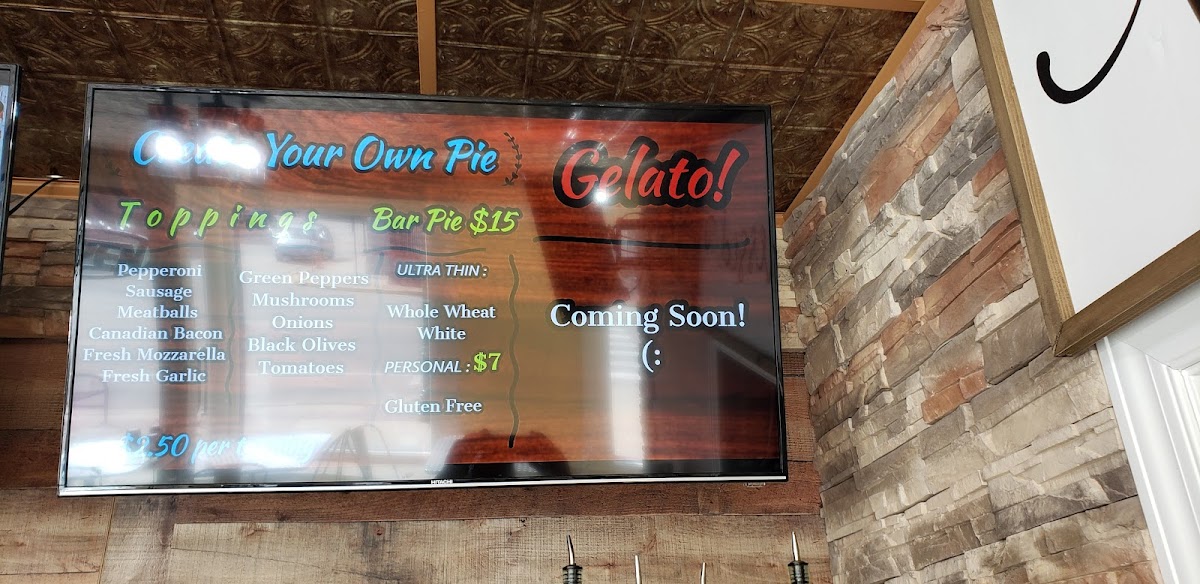 Create Your Own Pie
Toppings
Pepperoni
Sausage
Meatballs
Canadian Bacon
Fresh Mozzarella
Fresh Garlic
Green Peppers
Mushrooms
Onions
Black Olives
Tomatoes
$2.50 per topping
Bar Pie $15
ULTRA THIN :
Whole Wheat
White
PERSONAL : $7
Gluten Free
Gelato!
Coming Soon!
(:
HITACHI